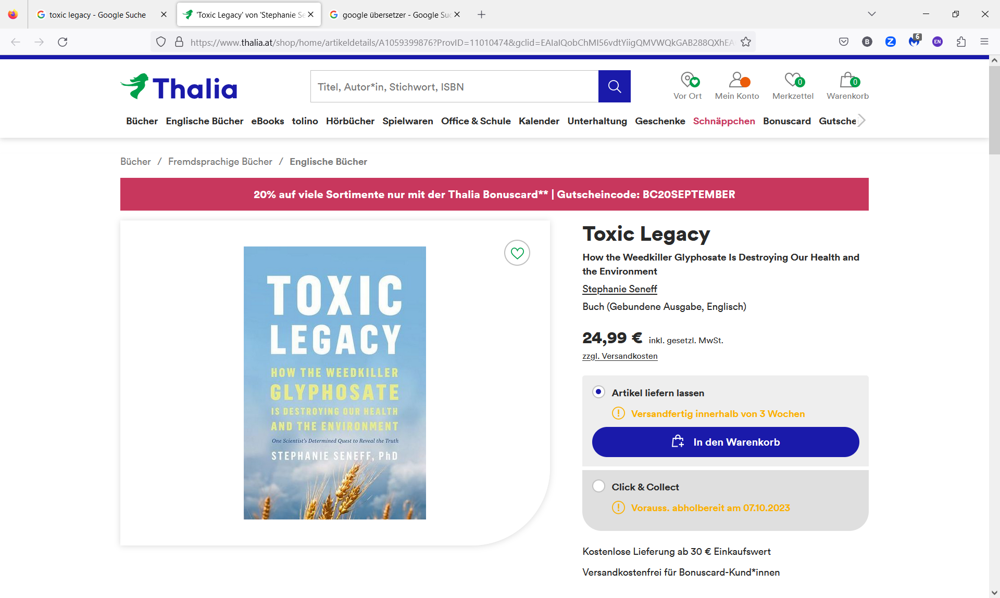 toxic legacy - Google Suche
'Toxic Legacy' von 'Stephanie Se
google übersetzer - Google Suc
https://www.thalia.at/shop/home/artikeldetails/A1059399876?ProvID=11010474&gclid=EAIaIQobChMI56vdtYiigQMVWQkGAB288QXhEA
B
Z
6
EN
Thalia
Titel, Autor*in, Stichwort, ISBN
Vor Ort
Mein Konto
0
Merkzettel
0
Warenkorb
Bücher Englische Bücher eBooks tolino Hörbücher Spielwaren Office & Schule Kalender Unterhaltung Geschenke Schnäppchen Bonuscard Gutsche
Bücher / Fremdsprachige Bücher / Englische Bücher
20% auf viele Sortimente nur mit der Thalia Bonuscard** | Gutscheincode: BC20SEPTEMBER
TOXIC
LEGACY
HOW THE WEEDKILLER
GLYPHOSATE
IS DESTROYING OUR HEALTH
AND THE ENVIRONMENT
One Scientist's Determined Quest to Reveal the Truth
STEPHANIE SENEFF, PhD
Toxic Legacy
How the Weedkiller Glyphosate Is Destroying Our Health and
the Environment
Stephanie Seneff
Buch (Gebundene Ausgabe, Englisch)
24,99 € inkl. gesetzl. MwSt.
zzgl. Versandkosten
Artikel liefern lassen
Versandfertig innerhalb von 3 Wochen
In den Warenkorb
Click & Collect
Vorauss. abholbereit am 07.10.2023
Kostenlose Lieferung ab 30 € Einkaufswert
Versandkostenfrei für Bonuscard-Kund*innen